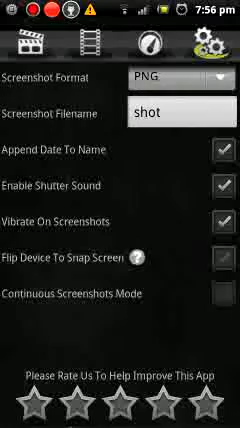 7:56 pm
Screenshot Format PNG
Screenshot Filename shot
Append Date To Name
Enable Shutter Sound
Vibrate On Screenshots
Flip Device To Snap Screen ?
Continuous Screenshots Mode
Please Rate Us To Help Improve This App